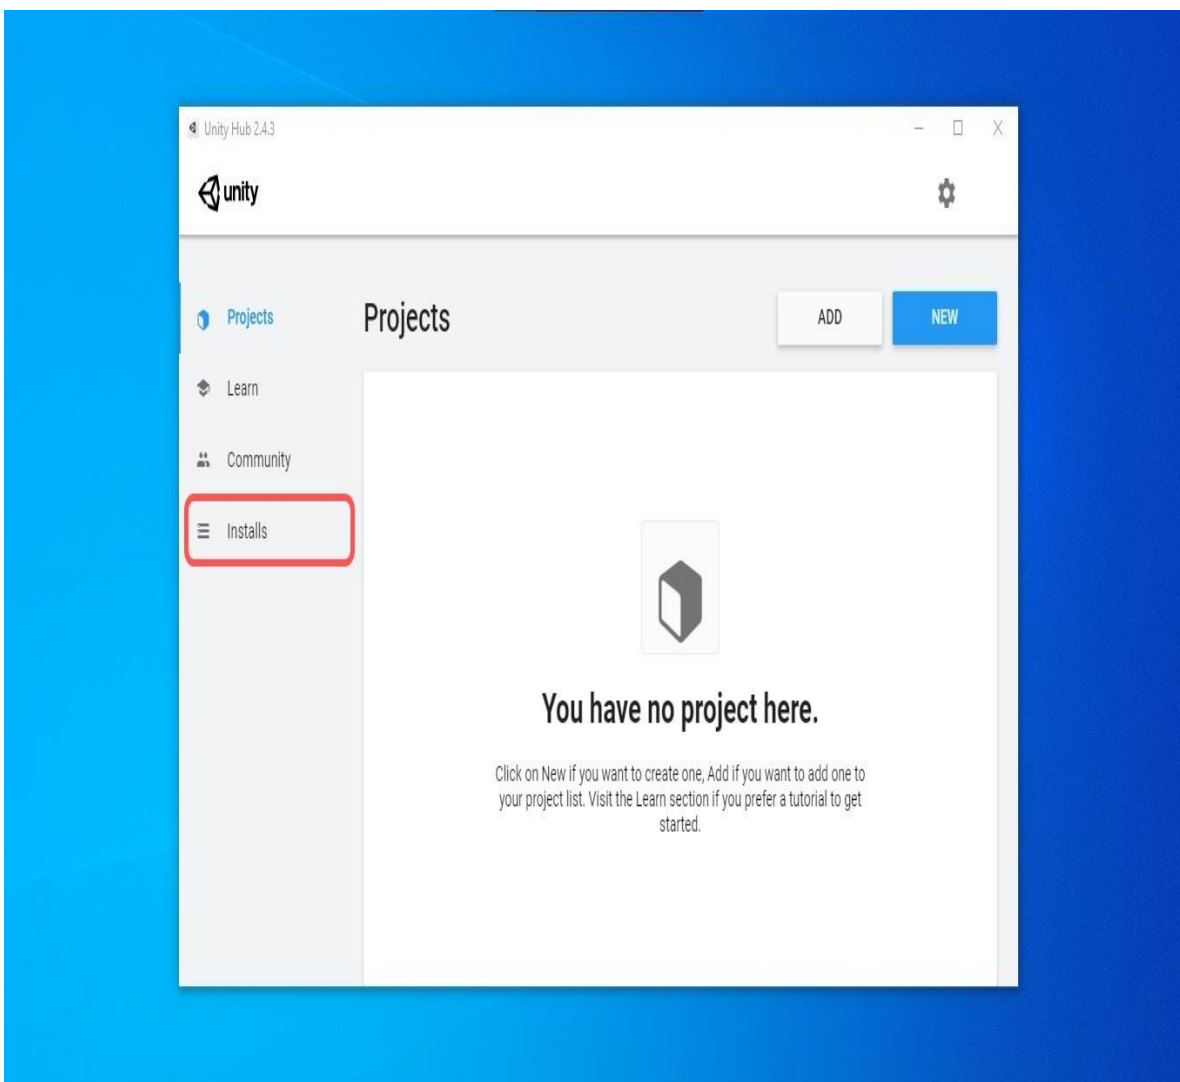 Unity Hub 2.4.3
unity
Projects
Learn
Community
Installs
Projects
ADD
NEW
You have no project here.
Click on New if you want to create one, Add if you want to add one to
your project list. Visit the Learn section if you prefer a tutorial to get
started.